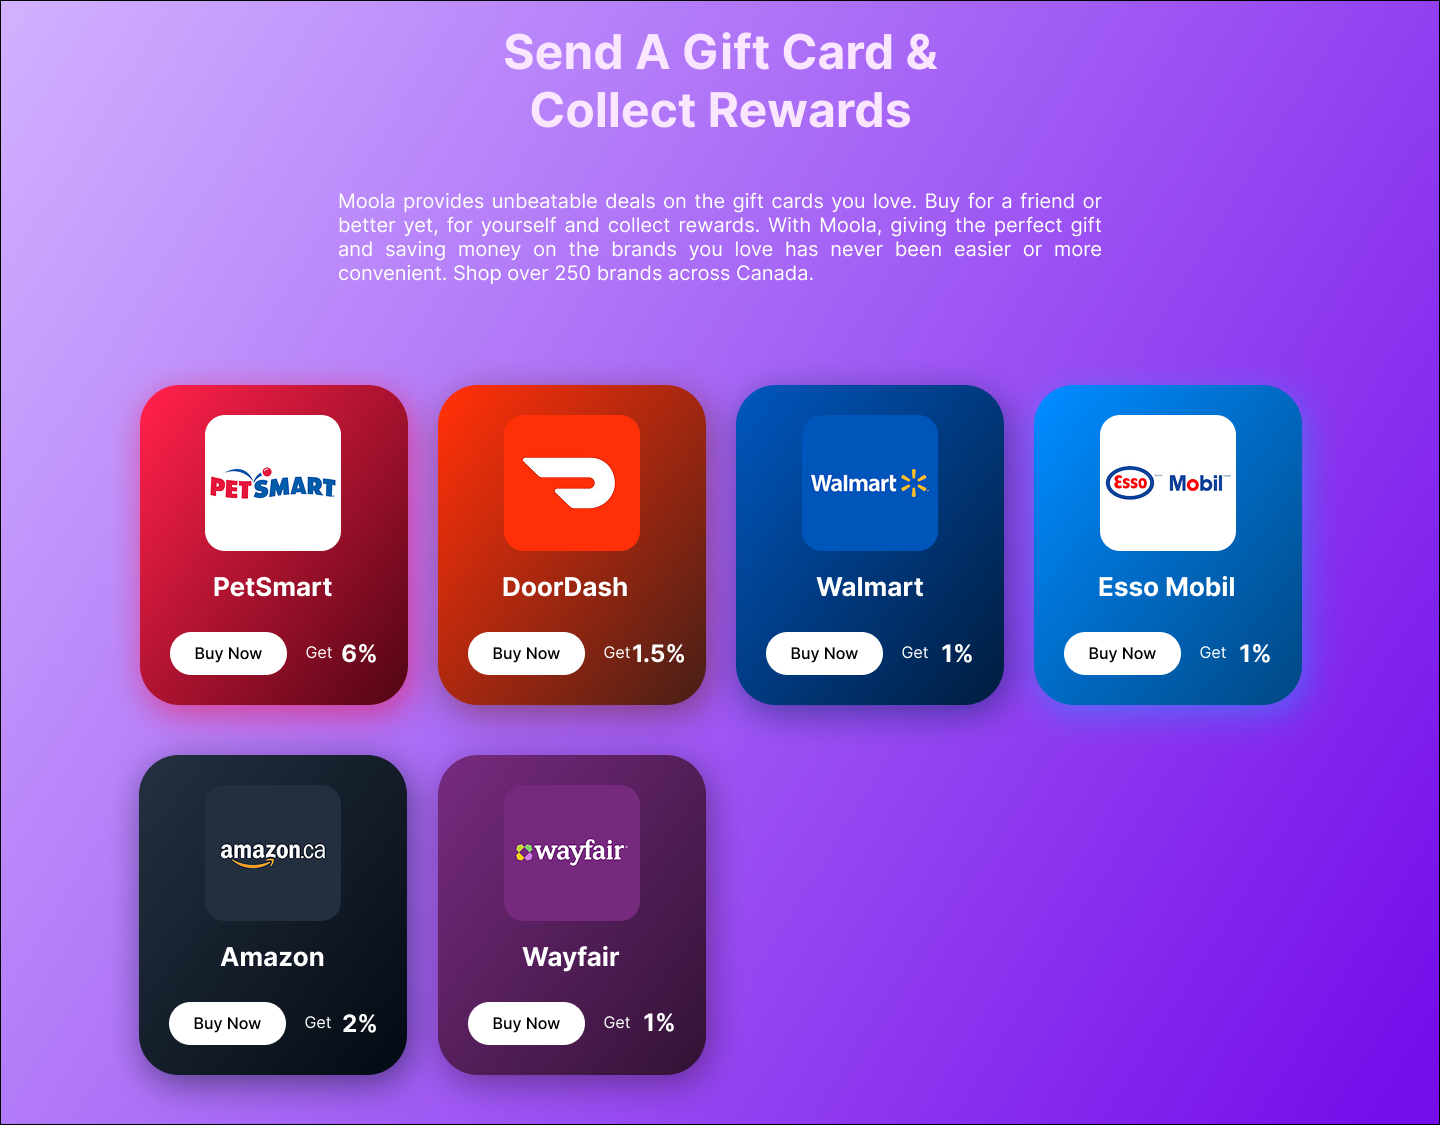 Send A Gift Card &
Collect Rewards
Moola provides unbeatable deals on the gift cards you love. Buy for a friend or
better yet, for yourself and collect rewards. With Moola, giving the perfect gift
and saving money on the brands you love has never been easier or more
convenient. Shop over 250 brands across Canada.
PETSMART
PetSmart
Buy Now Get 6%
DoorDash
Buy Now Get 1.5%
Walmart
Walmart
Buy Now Get 1%
Esso Mobil
Esso Mobil
Buy Now Get 1%
amazon.ca
Amazon
Buy Now Get 2%
wayfair
Wayfair
Buy Now Get 1%